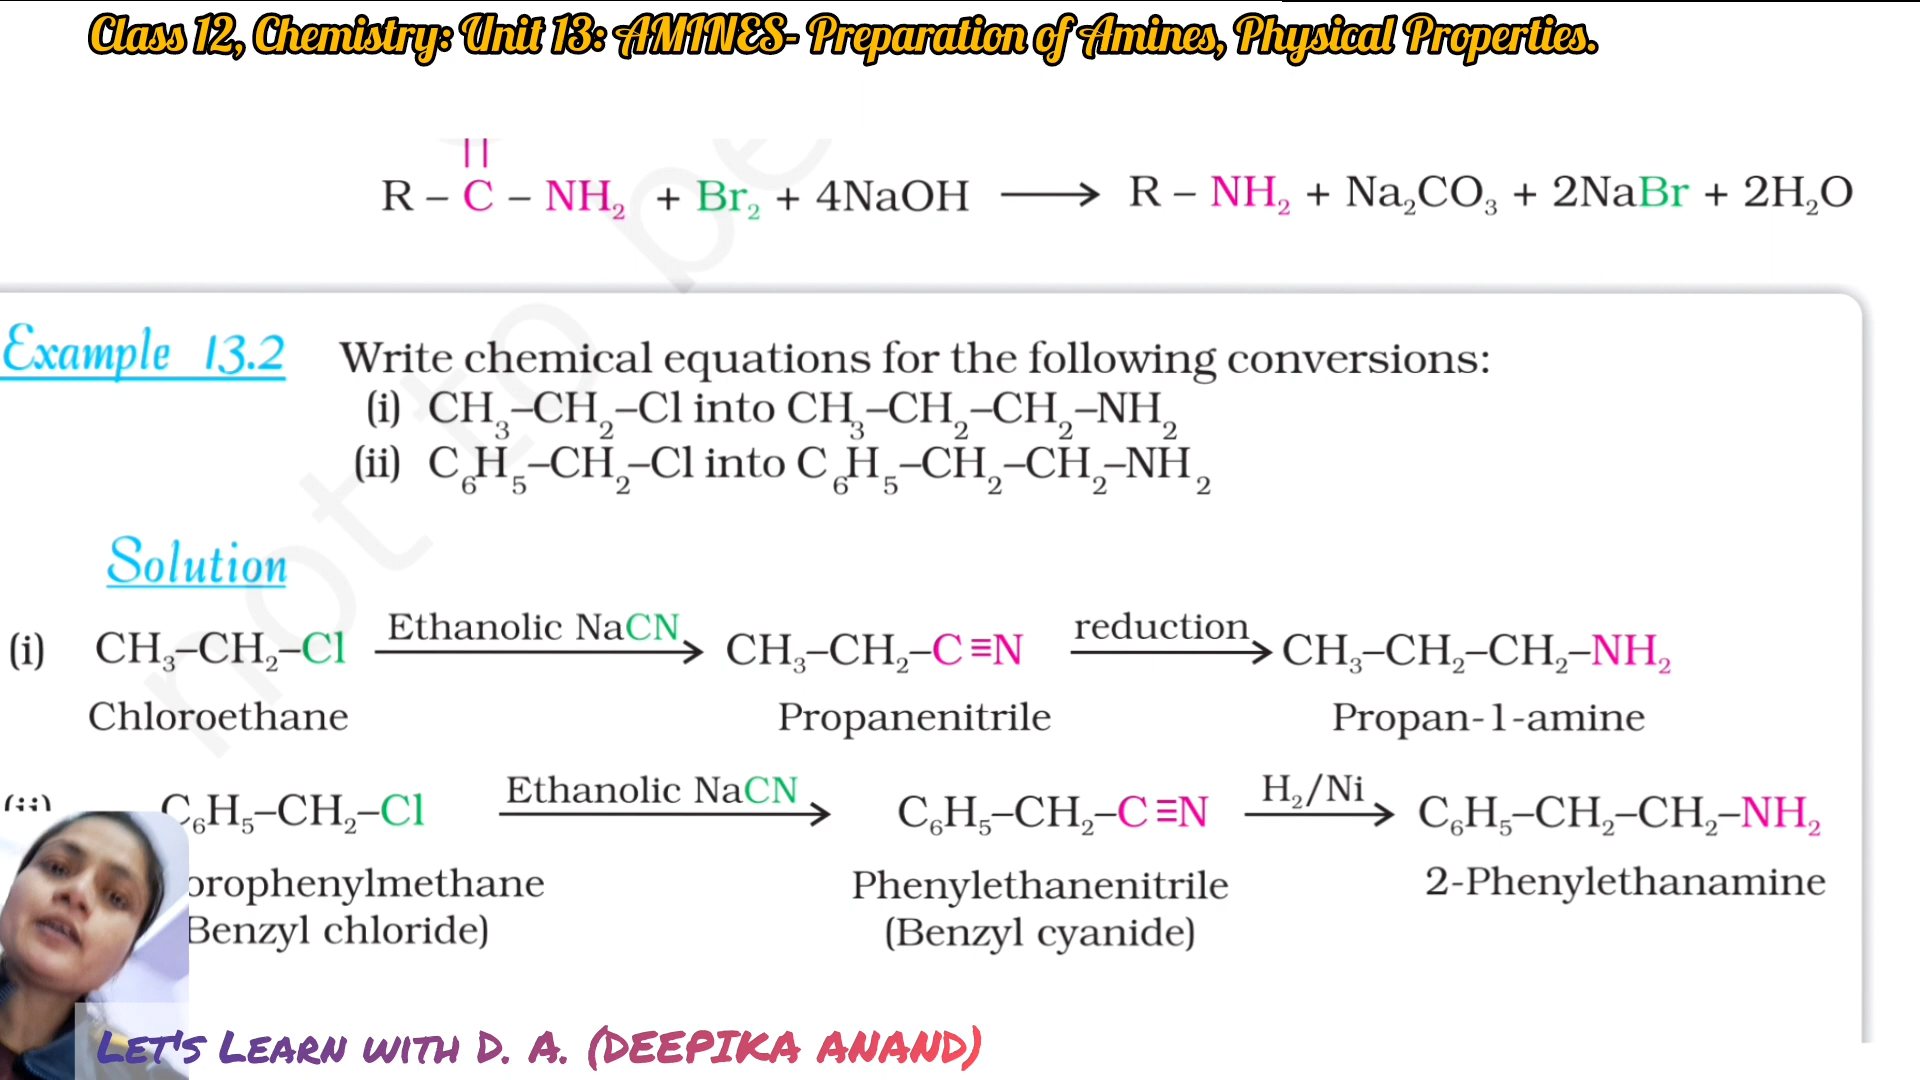 Class 12, Chemistry: Unit 13: AMINES- Preparation of Amines, Physical Properties.
R – C – NH₂ + Br₂ + 4NaOH ⟶ R – NH₂ + Na₂CO₃ + 2NaBr + 2H₂O
Example 13.2 Write chemical equations for the following conversions:
(i) CH₃–CH₂–Cl into CH₃–CH₂–CH₂–NH₂
(ii) C₆H₅–CH₂–Cl into C₆H₅–CH₂–CH₂–NH₂
Solution
Ethanolic NaCN reduction
(i) CH₃–CH₂–Cl ⟶ CH₃–CH₂–C≡N ⟶ CH₃–CH₂–CH₂–NH₂
Chloroethane Propanenitrile Propan-1-amine
Ethanolic NaCN H₂/Ni
C₆H₅–CH₂–Cl ⟶ C₆H₅–CH₂–C≡N ⟶ C₆H₅–CH₂–CH₂–NH₂
orophenylmethane Phenylethanenitrile 2-Phenylethanamine
Benzyl chloride) (Benzyl cyanide)
LET'S LEARN WITH D. A. (DEEPIKA ANAND)
not to